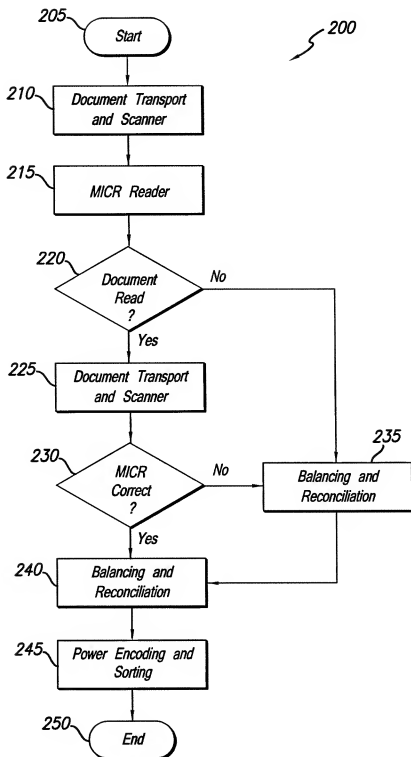 205
Start
200
210
Document Transport
and Scanner
215
MICR Reader
220
Document
Read
?
No
Yes
225
Document Transport
and Scanner
230
MICR
Correct
?
No
235
Balancing and
Reconciliation
Yes
240
Balancing and
Reconciliation
245
Power Encoding and
Sorting
250
End